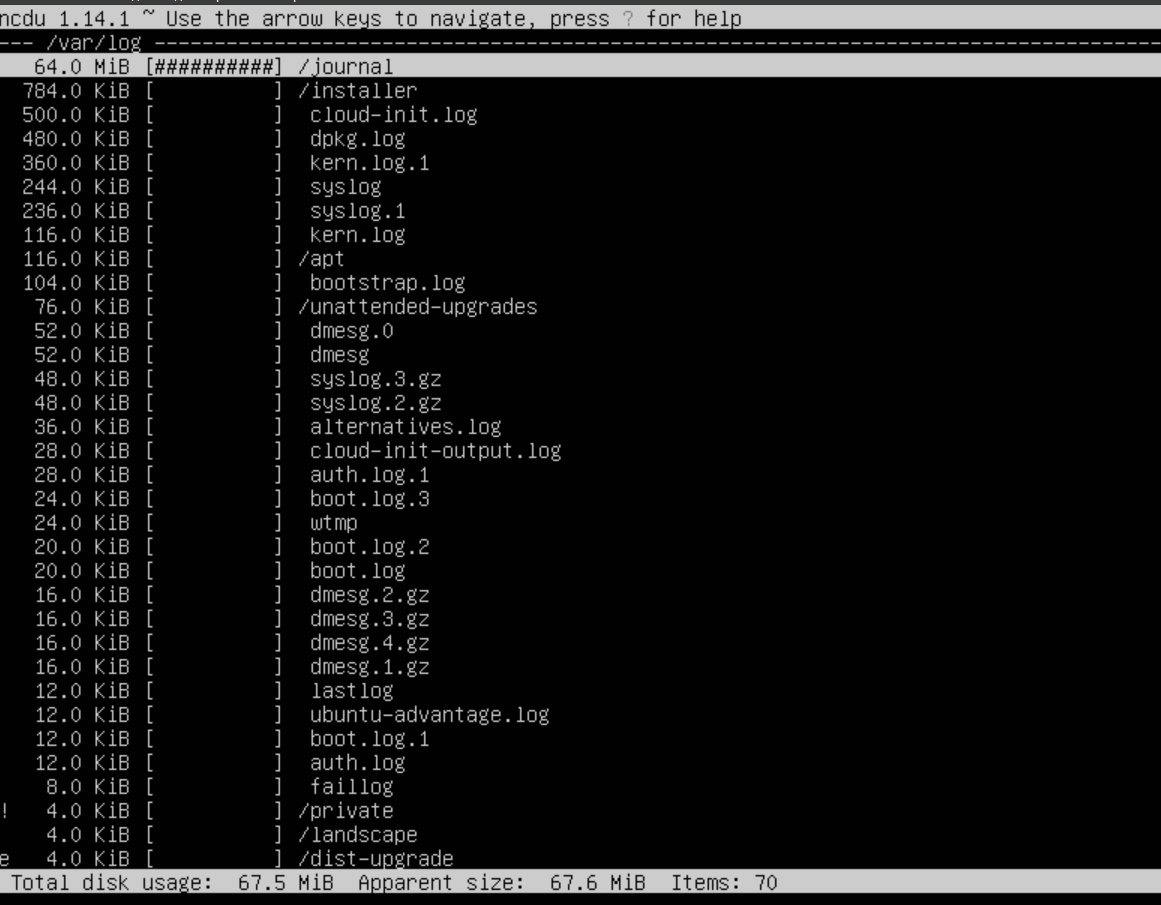 ncdu 1.14.1 ~ Use the arrow keys to navigate, press ? for help
--- /var/log ------------------------------------------------------------------------------------
64.0 MiB [##########] /journal
784.0 KiB [          ] /installer
500.0 KiB [          ]  cloud-init.log
480.0 KiB [          ]  dpkg.log
360.0 KiB [          ]  kern.log.1
244.0 KiB [          ]  syslog
236.0 KiB [          ]  syslog.1
116.0 KiB [          ]  kern.log
116.0 KiB [          ] /apt
104.0 KiB [          ]  bootstrap.log
76.0 KiB [          ] /unattended-upgrades
52.0 KiB [          ]  dmesg.0
52.0 KiB [          ]  dmesg
48.0 KiB [          ]  syslog.3.gz
48.0 KiB [          ]  syslog.2.gz
36.0 KiB [          ]  alternatives.log
28.0 KiB [          ]  cloud-init-output.log
28.0 KiB [          ]  auth.log.1
24.0 KiB [          ]  boot.log.3
24.0 KiB [          ]  wtmp
20.0 KiB [          ]  boot.log.2
20.0 KiB [          ]  boot.log
16.0 KiB [          ]  dmesg.2.gz
16.0 KiB [          ]  dmesg.3.gz
16.0 KiB [          ]  dmesg.4.gz
16.0 KiB [          ]  dmesg.1.gz
12.0 KiB [          ]  lastlog
12.0 KiB [          ]  ubuntu-advantage.log
12.0 KiB [          ]  boot.log.1
12.0 KiB [          ]  auth.log
8.0 KiB [          ]  faillog
! 4.0 KiB [          ] /private
4.0 KiB [          ] /landscape
e 4.0 KiB [          ] /dist-upgrade
Total disk usage: 67.5 MiB Apparent size: 67.6 MiB Items: 70